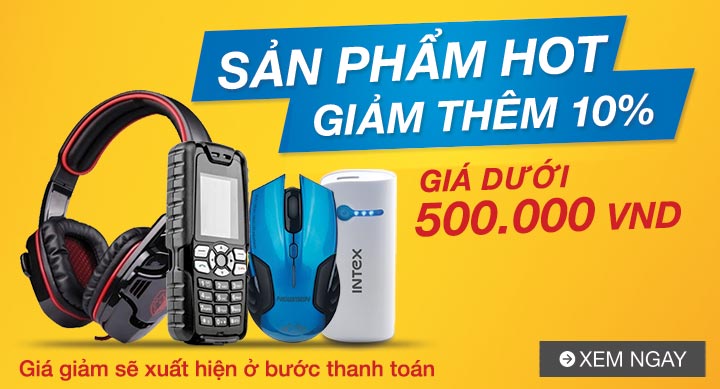 SẢN PHẨM HOT
GIẢM THÊM 10%
GIÁ DƯỚI
500.000 VND
INTEX
NEWMEN
Giá giảm sẽ xuất hiện ở bước thanh toán
XEM NGAY